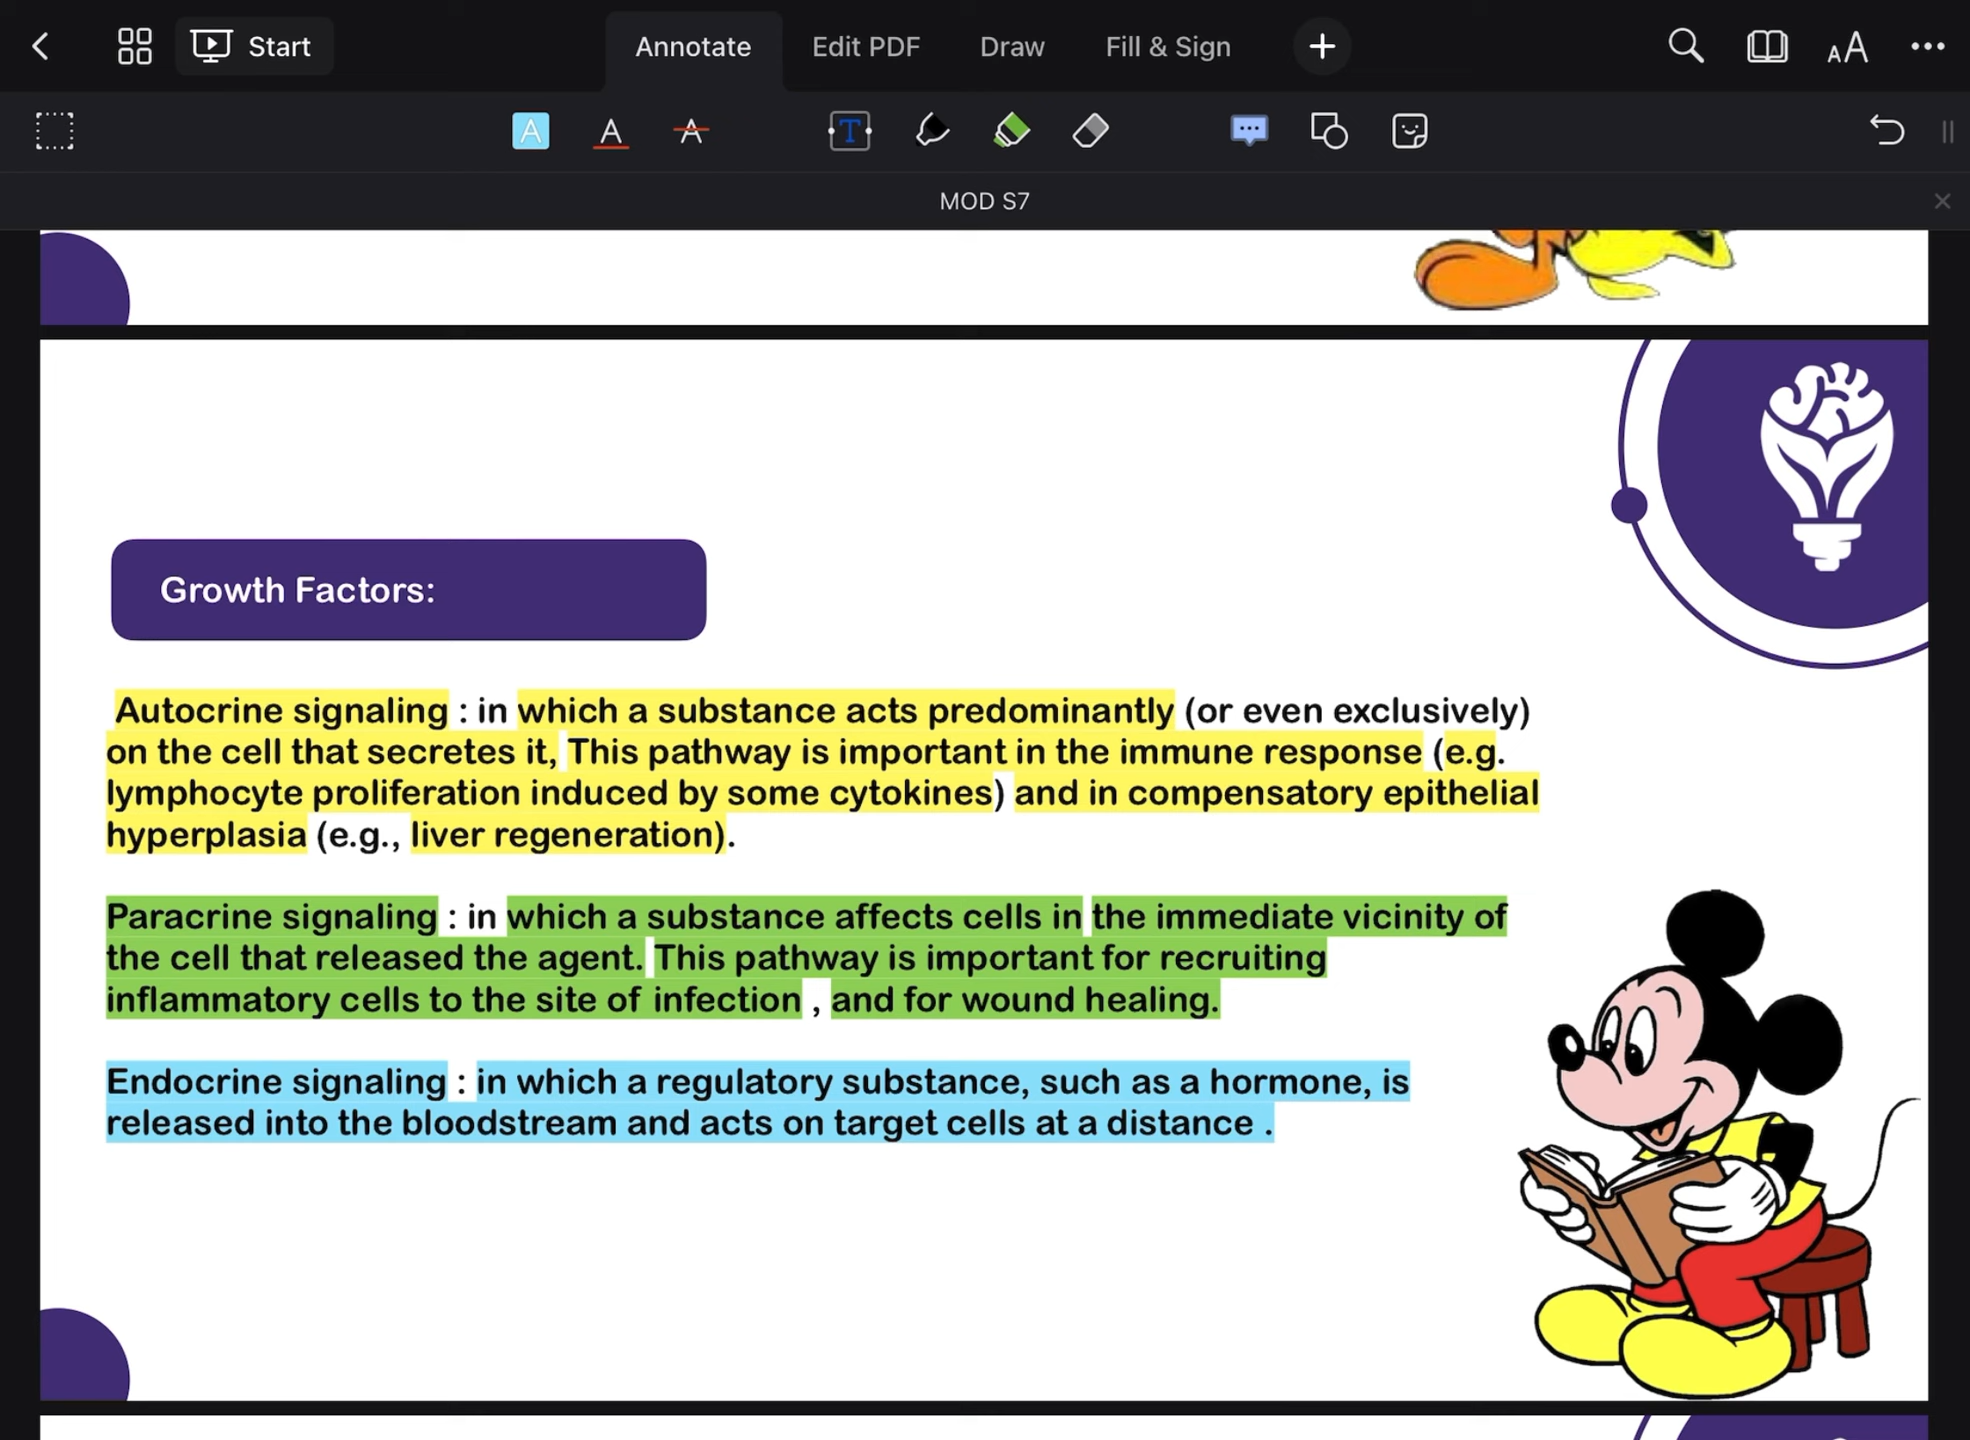 Start
Annotate
Edit PDF
Draw
Fill & Sign
A
A
A
T
AA
MOD S7
Growth Factors:
Autocrine signaling : in which a substance acts predominantly (or even exclusively)
on the cell that secretes it, This pathway is important in the immune response (e.g.
lymphocyte proliferation induced by some cytokines) and in compensatory epithelial
hyperplasia (e.g., liver regeneration).
Paracrine signaling : in which a substance affects cells in the immediate vicinity of
the cell that released the agent. This pathway is important for recruiting
inflammatory cells to the site of infection , and for wound healing.
Endocrine signaling : in which a regulatory substance, such as a hormone, is
released into the bloodstream and acts on target cells at a distance .